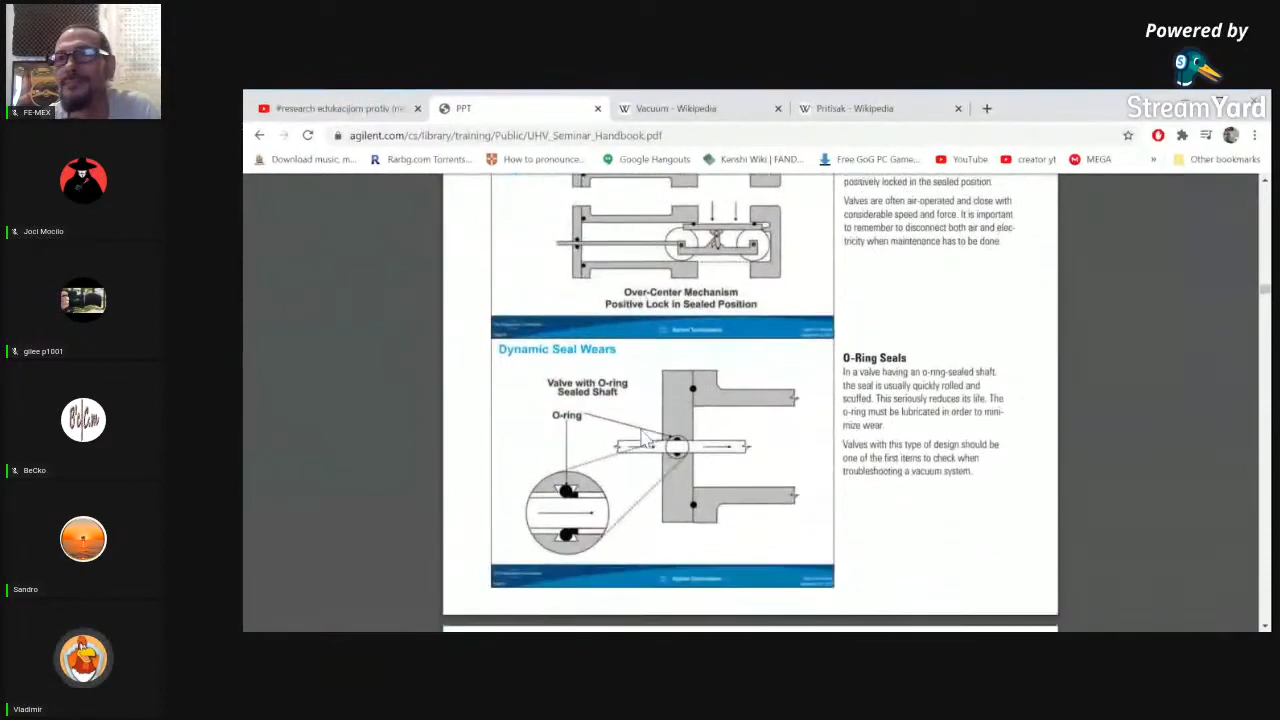 Powered by
StreamYard
FE-MEX
Joci Mocilo
gilee p1001
BeCko
Sandro
Vladimir
#research edukacijom protiv (me
PPT
Vacuum - Wikipedia
Pritisak - Wikipedia
agilent.com/cs/library/training/Public/UHV_Seminar_Handbook.pdf
Download music, m...
Rarbg.com Torrents...
How to pronounce...
Google Hangouts
Kenshi Wiki | FAND...
Free GoG PC Game...
YouTube
creator yt
MEGA
Other bookmarks
positively locked in the sealed position.
Valves are often air-operated and close with
considerable speed and force. It is important
to remember to disconnect both air and elec-
tricity when maintenance has to be done.
Over-Center Mechanism
Positive Lock in Sealed Position
Agilent Technologies
Dynamic Seal Wears
Valve with O-ring
Sealed Shaft
O-ring
O-Ring Seals
In a valve having an o-ring-sealed shaft,
the seal is usually quickly rolled and
scuffed. This seriously reduces its life. The
o-ring must be lubricated in order to mini-
mize wear.
Valves with this type of design should be
one of the first items to check when
troubleshooting a vacuum system.
Agilent Technologies